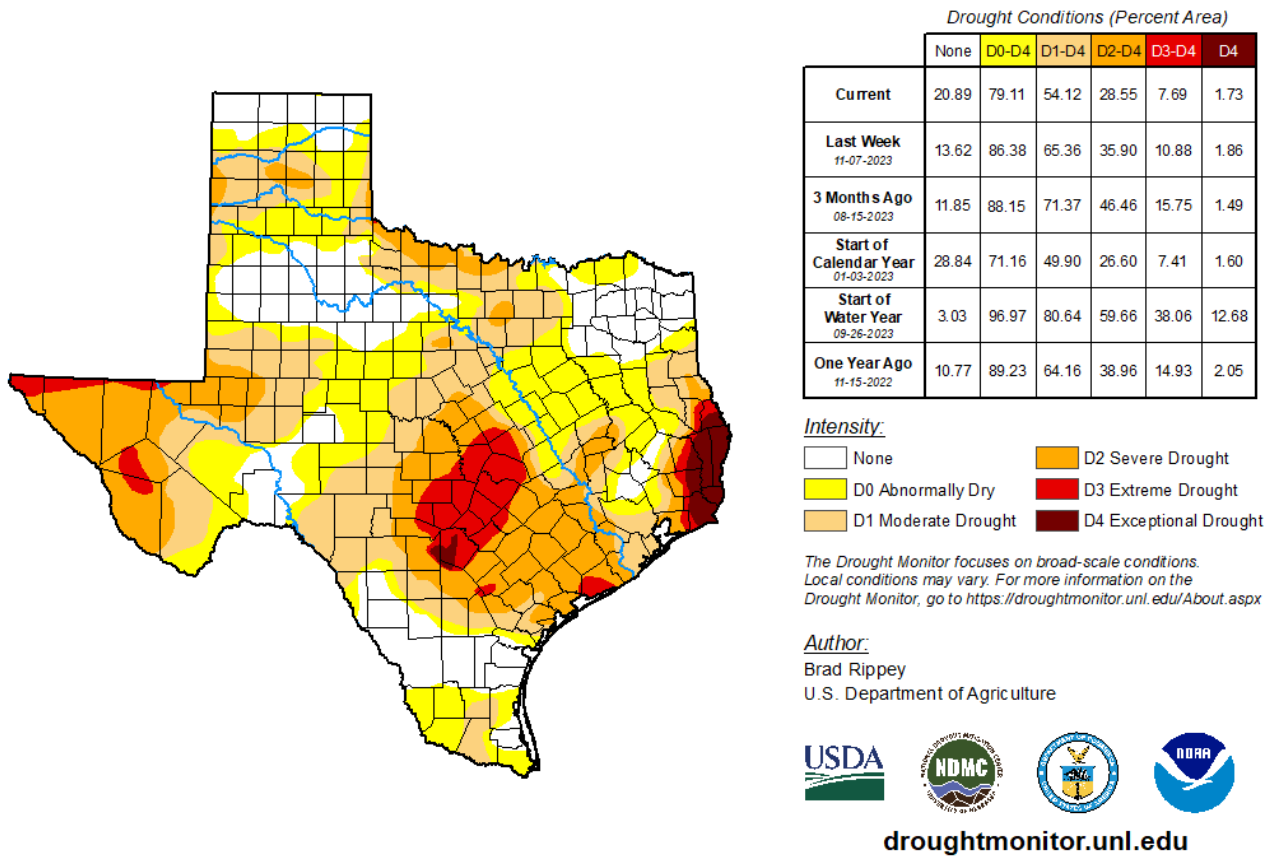 Drought Conditions (Percent Area)
None D0-D4 D1-D4 D2-D4 D3-D4 D4
Current 20.89 79.11 54.12 28.55 7.69 1.73
Last Week
11-07-2023 13.62 86.38 65.36 35.90 10.88 1.86
3 Months Ago
08-15-2023 11.85 88.15 71.37 46.46 15.75 1.49
Start of
Calendar Year
01-03-2023 28.84 71.16 49.90 26.60 7.41 1.60
Start of
Water Year
09-26-2023 3.03 96.97 80.64 59.66 38.06 12.68
One Year Ago
11-15-2022 10.77 89.23 64.16 38.96 14.93 2.05
Intensity:
None
D0 Abnormally Dry
D1 Moderate Drought
D2 Severe Drought
D3 Extreme Drought
D4 Exceptional Drought
The Drought Monitor focuses on broad-scale conditions.
Local conditions may vary. For more information on the
Drought Monitor, go to https://droughtmonitor.unl.edu/About.aspx
Author:
Brad Rippey
U.S. Department of Agriculture
USDA
NDMC
NOAA
droughtmonitor.unl.edu